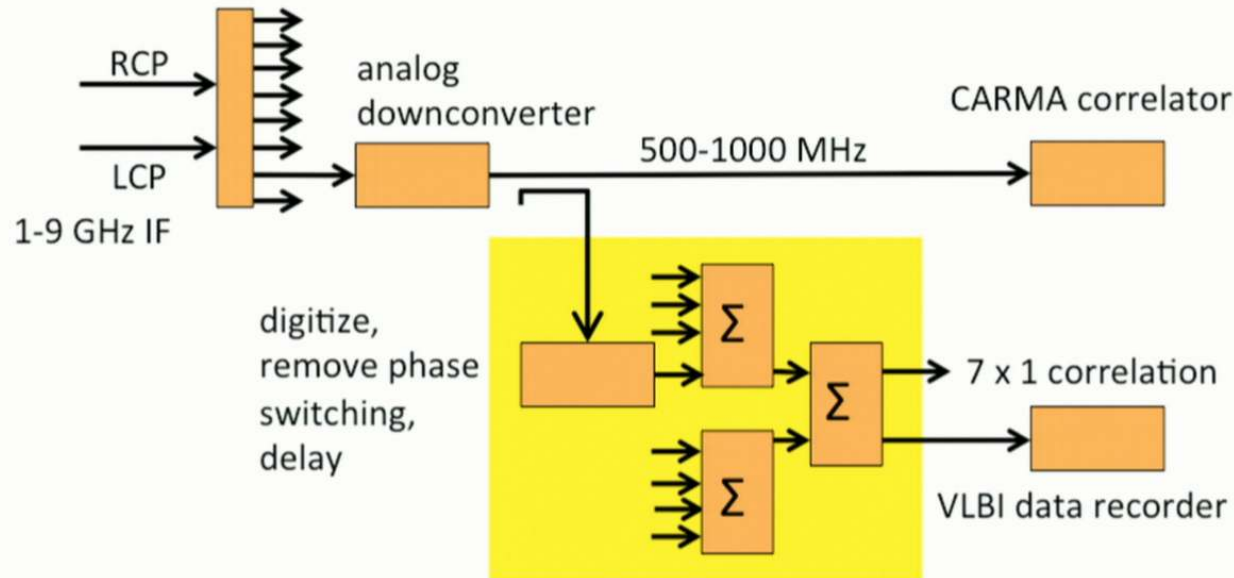 RCP
LCP
1-9 GHz IF
analog
downconverter
500-1000 MHz
CARMA correlator
digitize,
remove phase
switching,
delay
Σ
Σ
Σ
7 x 1 correlation
VLBI data recorder